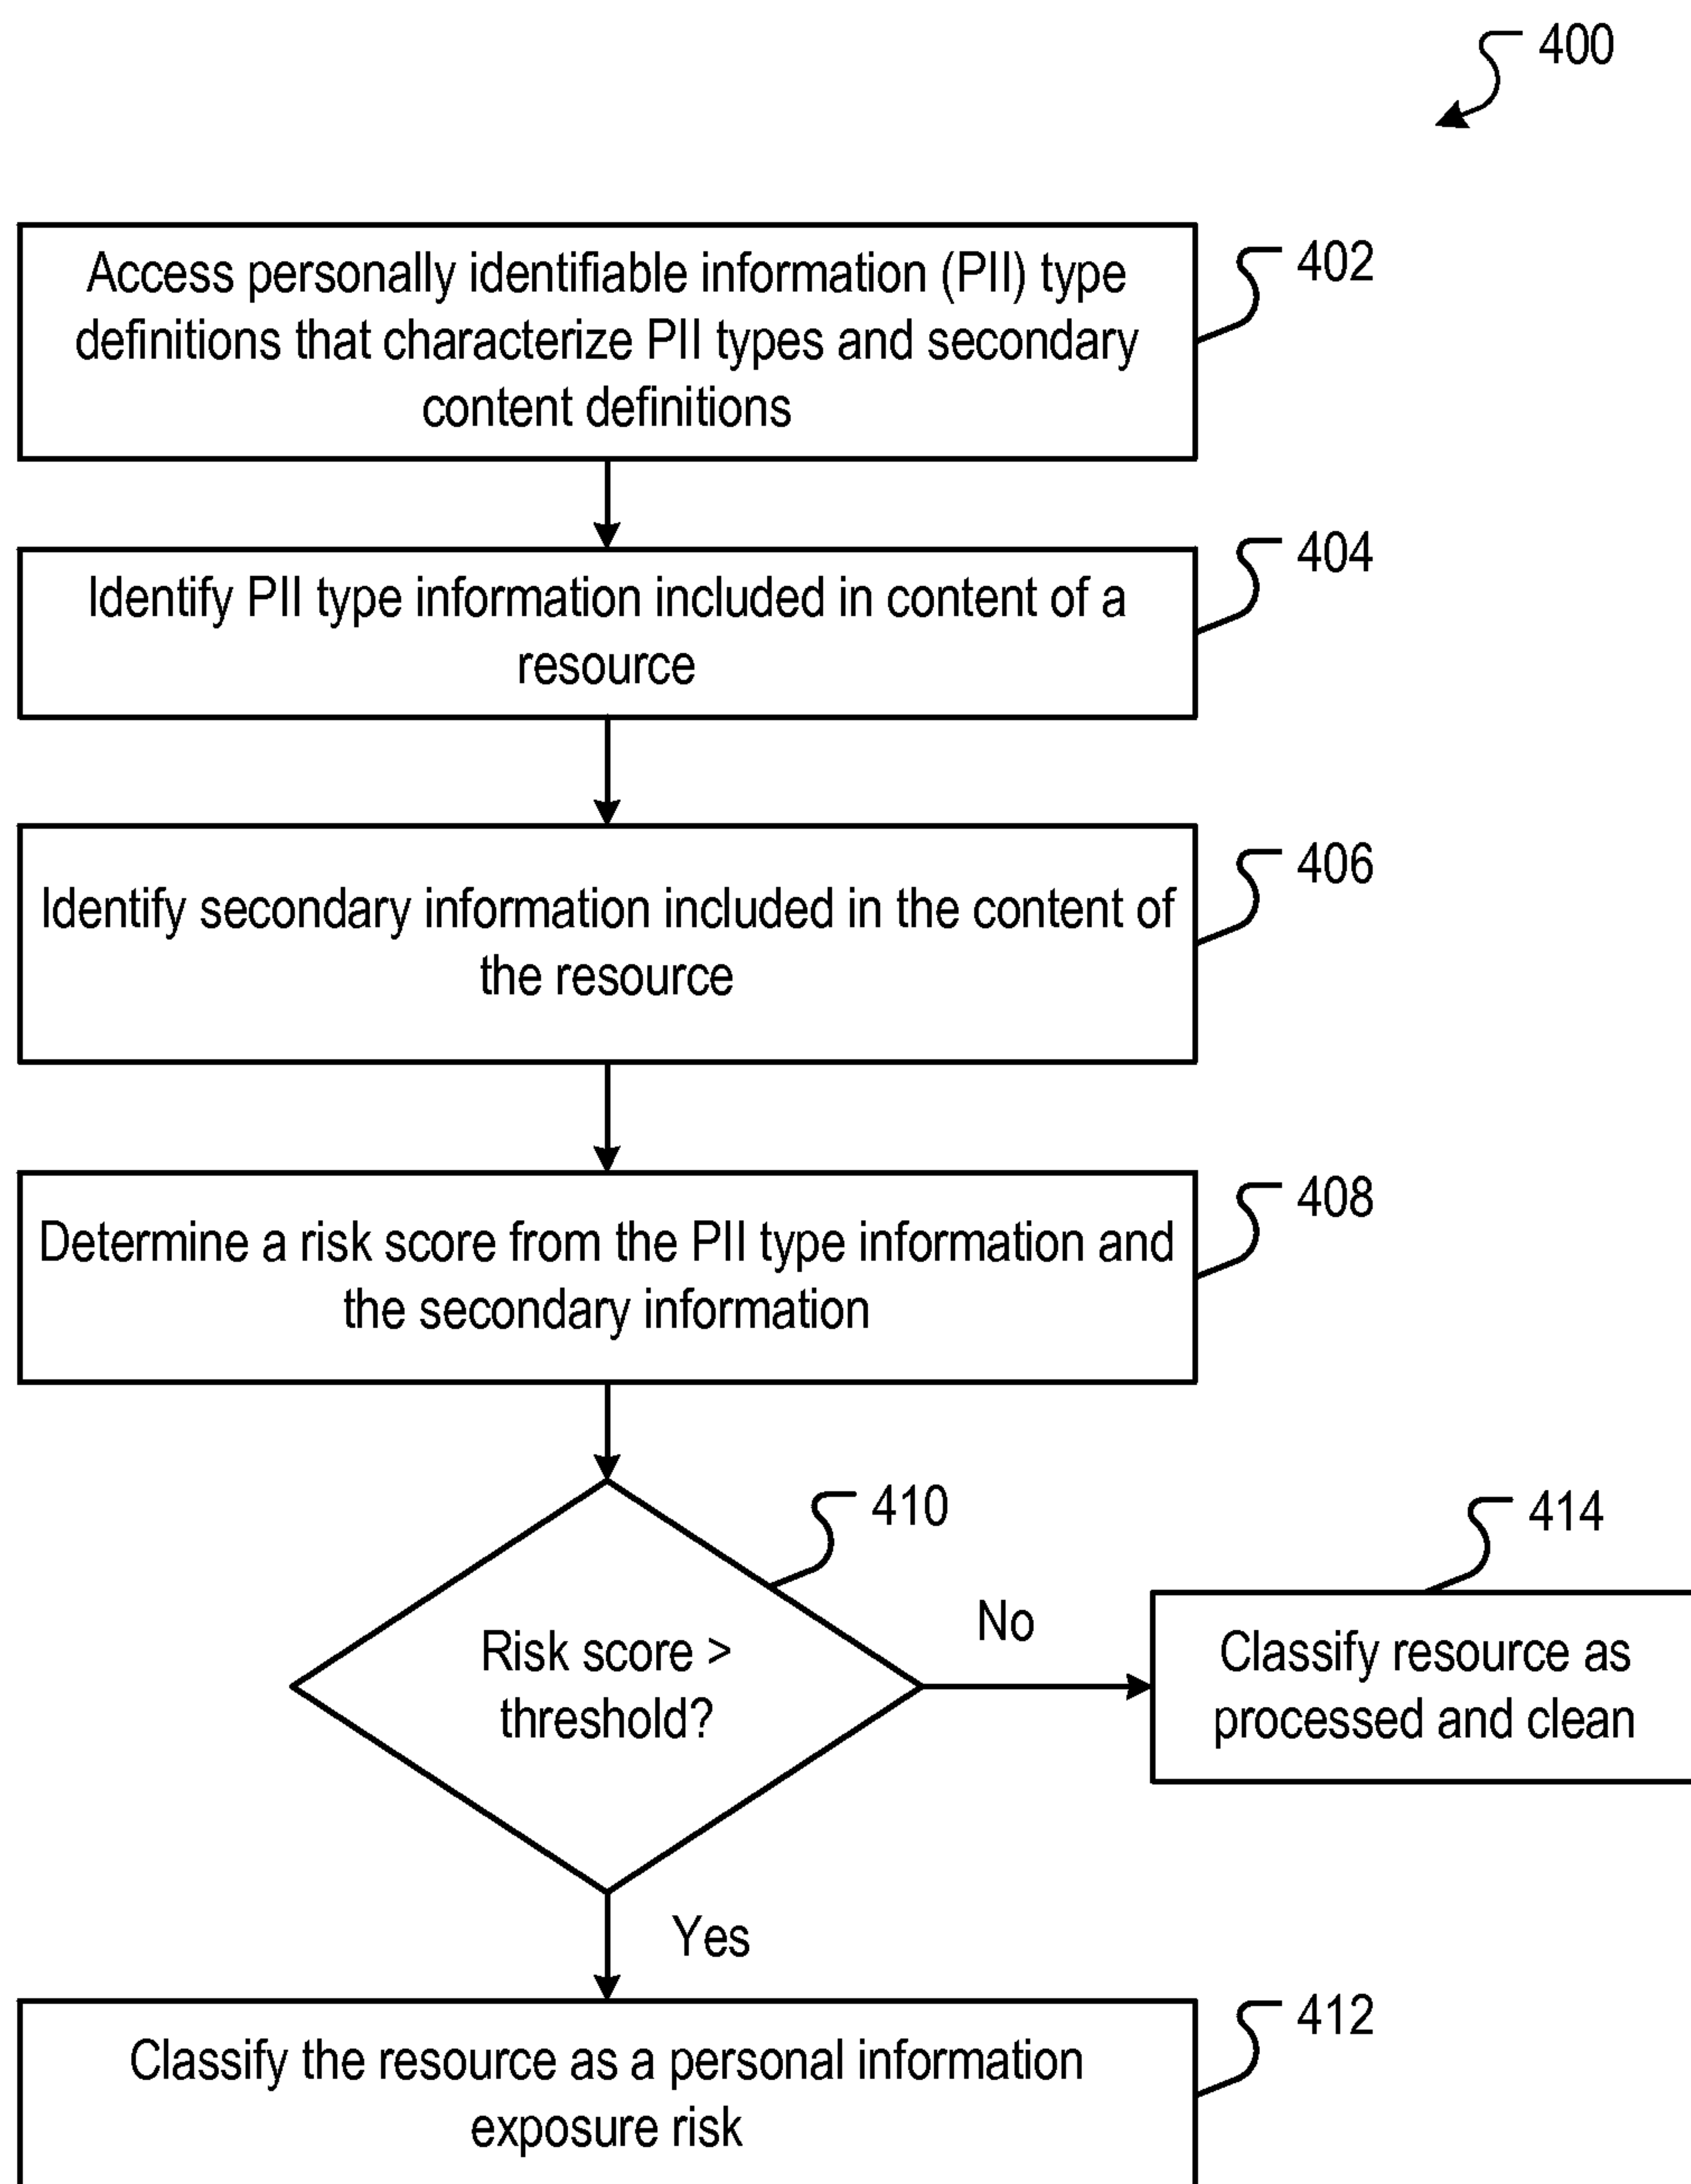 400
Access personally identifiable information (PII) type
definitions that characterize PII types and secondary
content definitions
402
Identify PII type information included in content of a
resource
404
Identify secondary information included in the content of
the resource
406
Determine a risk score from the PII type information and
the secondary information
408
Risk score >
threshold?
410
No
Classify resource as
processed and clean
414
Yes
Classify the resource as a personal information
exposure risk
412